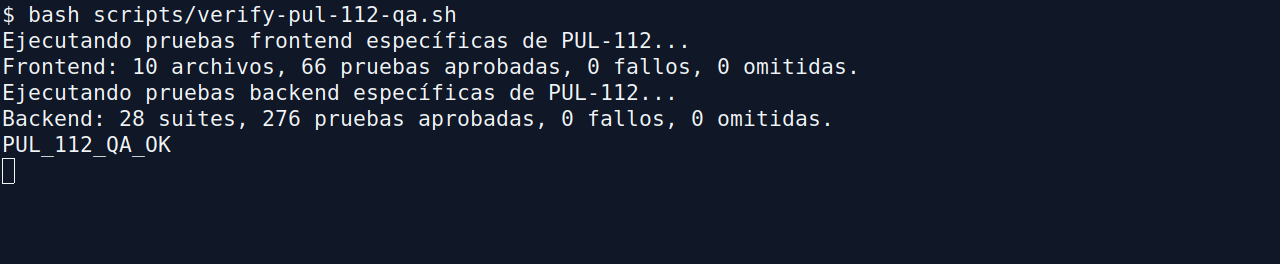 $ bash scripts/verify-pul-112-qa.sh
Ejecutando pruebas frontend específicas de PUL-112...
Frontend: 10 archivos, 66 pruebas aprobadas, 0 fallos, 0 omitidas.
Ejecutando pruebas backend específicas de PUL-112...
Backend: 28 suites, 276 pruebas aprobadas, 0 fallos, 0 omitidas.
PUL_112_QA_OK